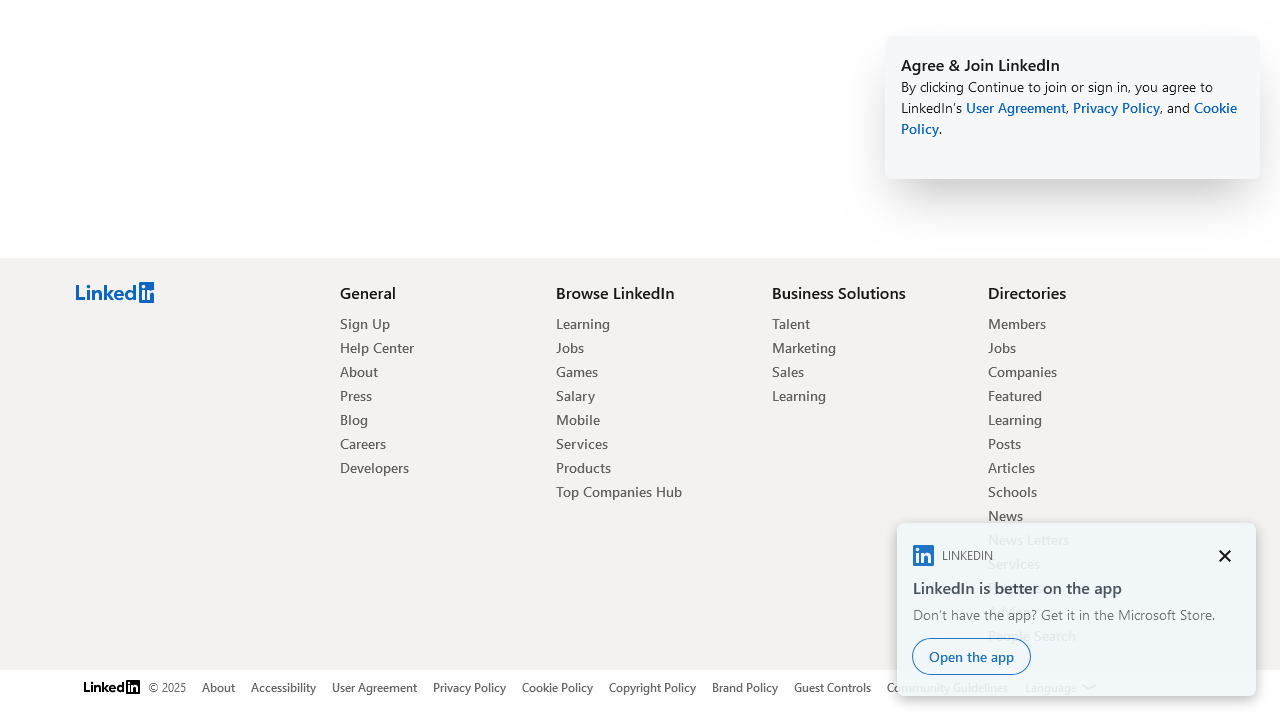 Agree & Join LinkedIn
By clicking Continue to join or sign in, you agree to
LinkedIn's User Agreement, Privacy Policy, and Cookie
Policy.
LinkedIn
General
Sign Up
Help Center
About
Press
Blog
Careers
Developers
Browse LinkedIn
Learning
Jobs
Games
Salary
Mobile
Services
Products
Top Companies Hub
Business Solutions
Talent
Marketing
Sales
Learning
Directories
Members
Jobs
Companies
Featured
Learning
Posts
Articles
Schools
News
News Letters
Services
People Search
LINKEDIN
LinkedIn is better on the app
Don't have the app? Get it in the Microsoft Store.
Open the app
LinkedIn © 2025 About Accessibility User Agreement Privacy Policy Cookie Policy Copyright Policy Brand Policy Guest Controls Community Guidelines Language